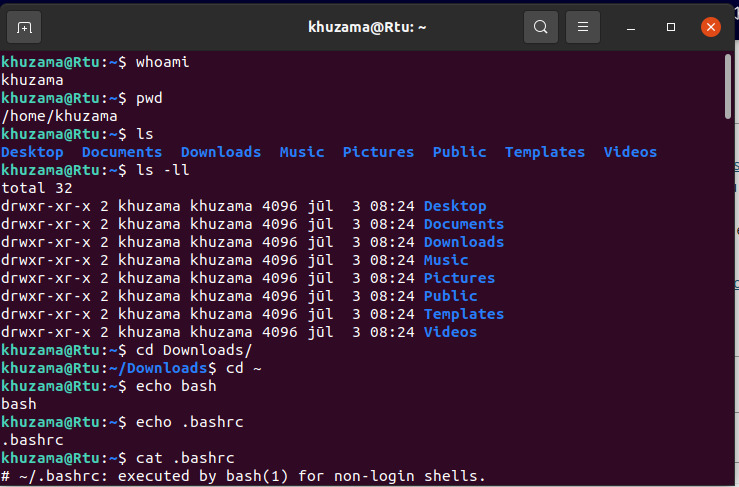 khuzama@Rtu: ~
khuzama@Rtu:~$ whoami
khuzama
khuzama@Rtu:~$ pwd
/home/khuzama
khuzama@Rtu:~$ ls
Desktop  Documents  Downloads  Music  Pictures  Public  Templates  Videos
khuzama@Rtu:~$ ls -ll
total 32
drwxr-xr-x 2 khuzama khuzama 4096 jūl  3 08:24 Desktop
drwxr-xr-x 2 khuzama khuzama 4096 jūl  3 08:24 Documents
drwxr-xr-x 2 khuzama khuzama 4096 jūl  3 08:24 Downloads
drwxr-xr-x 2 khuzama khuzama 4096 jūl  3 08:24 Music
drwxr-xr-x 2 khuzama khuzama 4096 jūl  3 08:24 Pictures
drwxr-xr-x 2 khuzama khuzama 4096 jūl  3 08:24 Public
drwxr-xr-x 2 khuzama khuzama 4096 jūl  3 08:24 Templates
drwxr-xr-x 2 khuzama khuzama 4096 jūl  3 08:24 Videos
khuzama@Rtu:~$ cd Downloads/
khuzama@Rtu:~/Downloads$ cd ~
khuzama@Rtu:~$ echo bash
bash
khuzama@Rtu:~$ echo .bashrc
.bashrc
khuzama@Rtu:~$ cat .bashrc
# ~/.bashrc: executed by bash(1) for non-login shells.